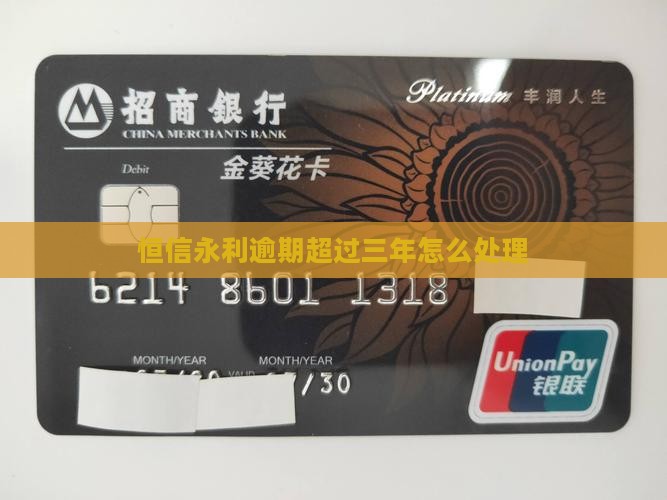 招商銀行
CHINA MERCHANTS BANK
Platinum 丰润人生
Debit
金葵花卡
恒信永利逾期超过三年怎么处理
6214 8601 1318
MONTH/YEAR MONTH/YEAR
VALID
/30
UnionPay
银联